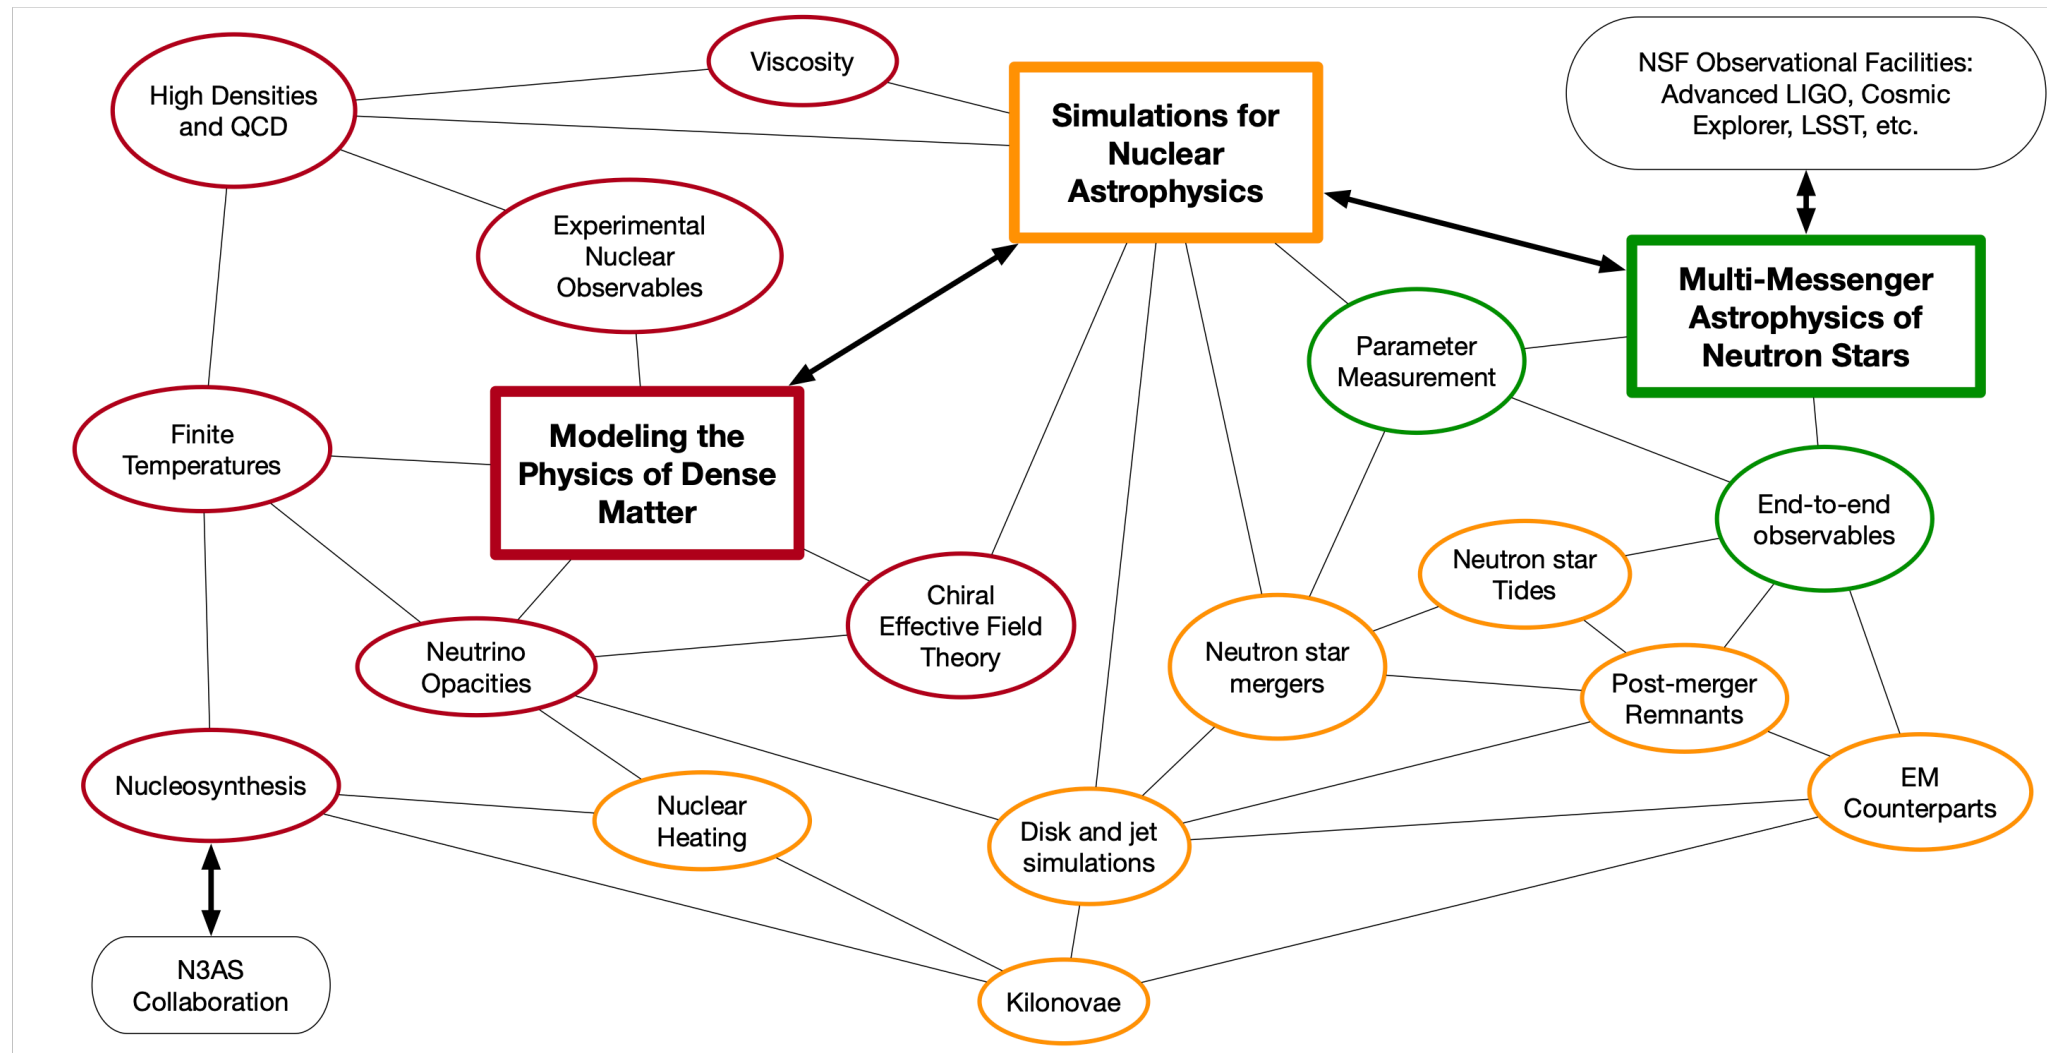 Viscosity
High Densities
and QCD
Simulations for
Nuclear
Astrophysics
NSF Observational Facilities:
Advanced LIGO, Cosmic
Explorer, LSST, etc.
Experimental
Nuclear
Observables
Multi-Messenger
Astrophysics of
Neutron Stars
Parameter
Measurement
Finite
Temperatures
Modeling the
Physics of Dense
Matter
End-to-end
observables
Neutron star
Tides
Chiral
Effective Field
Theory
Neutrino
Opacities
Neutron star
mergers
Post-merger
Remnants
Nucleosynthesis
Nuclear
Heating
Disk and jet
simulations
EM
Counterparts
N3AS
Collaboration
Kilonovae